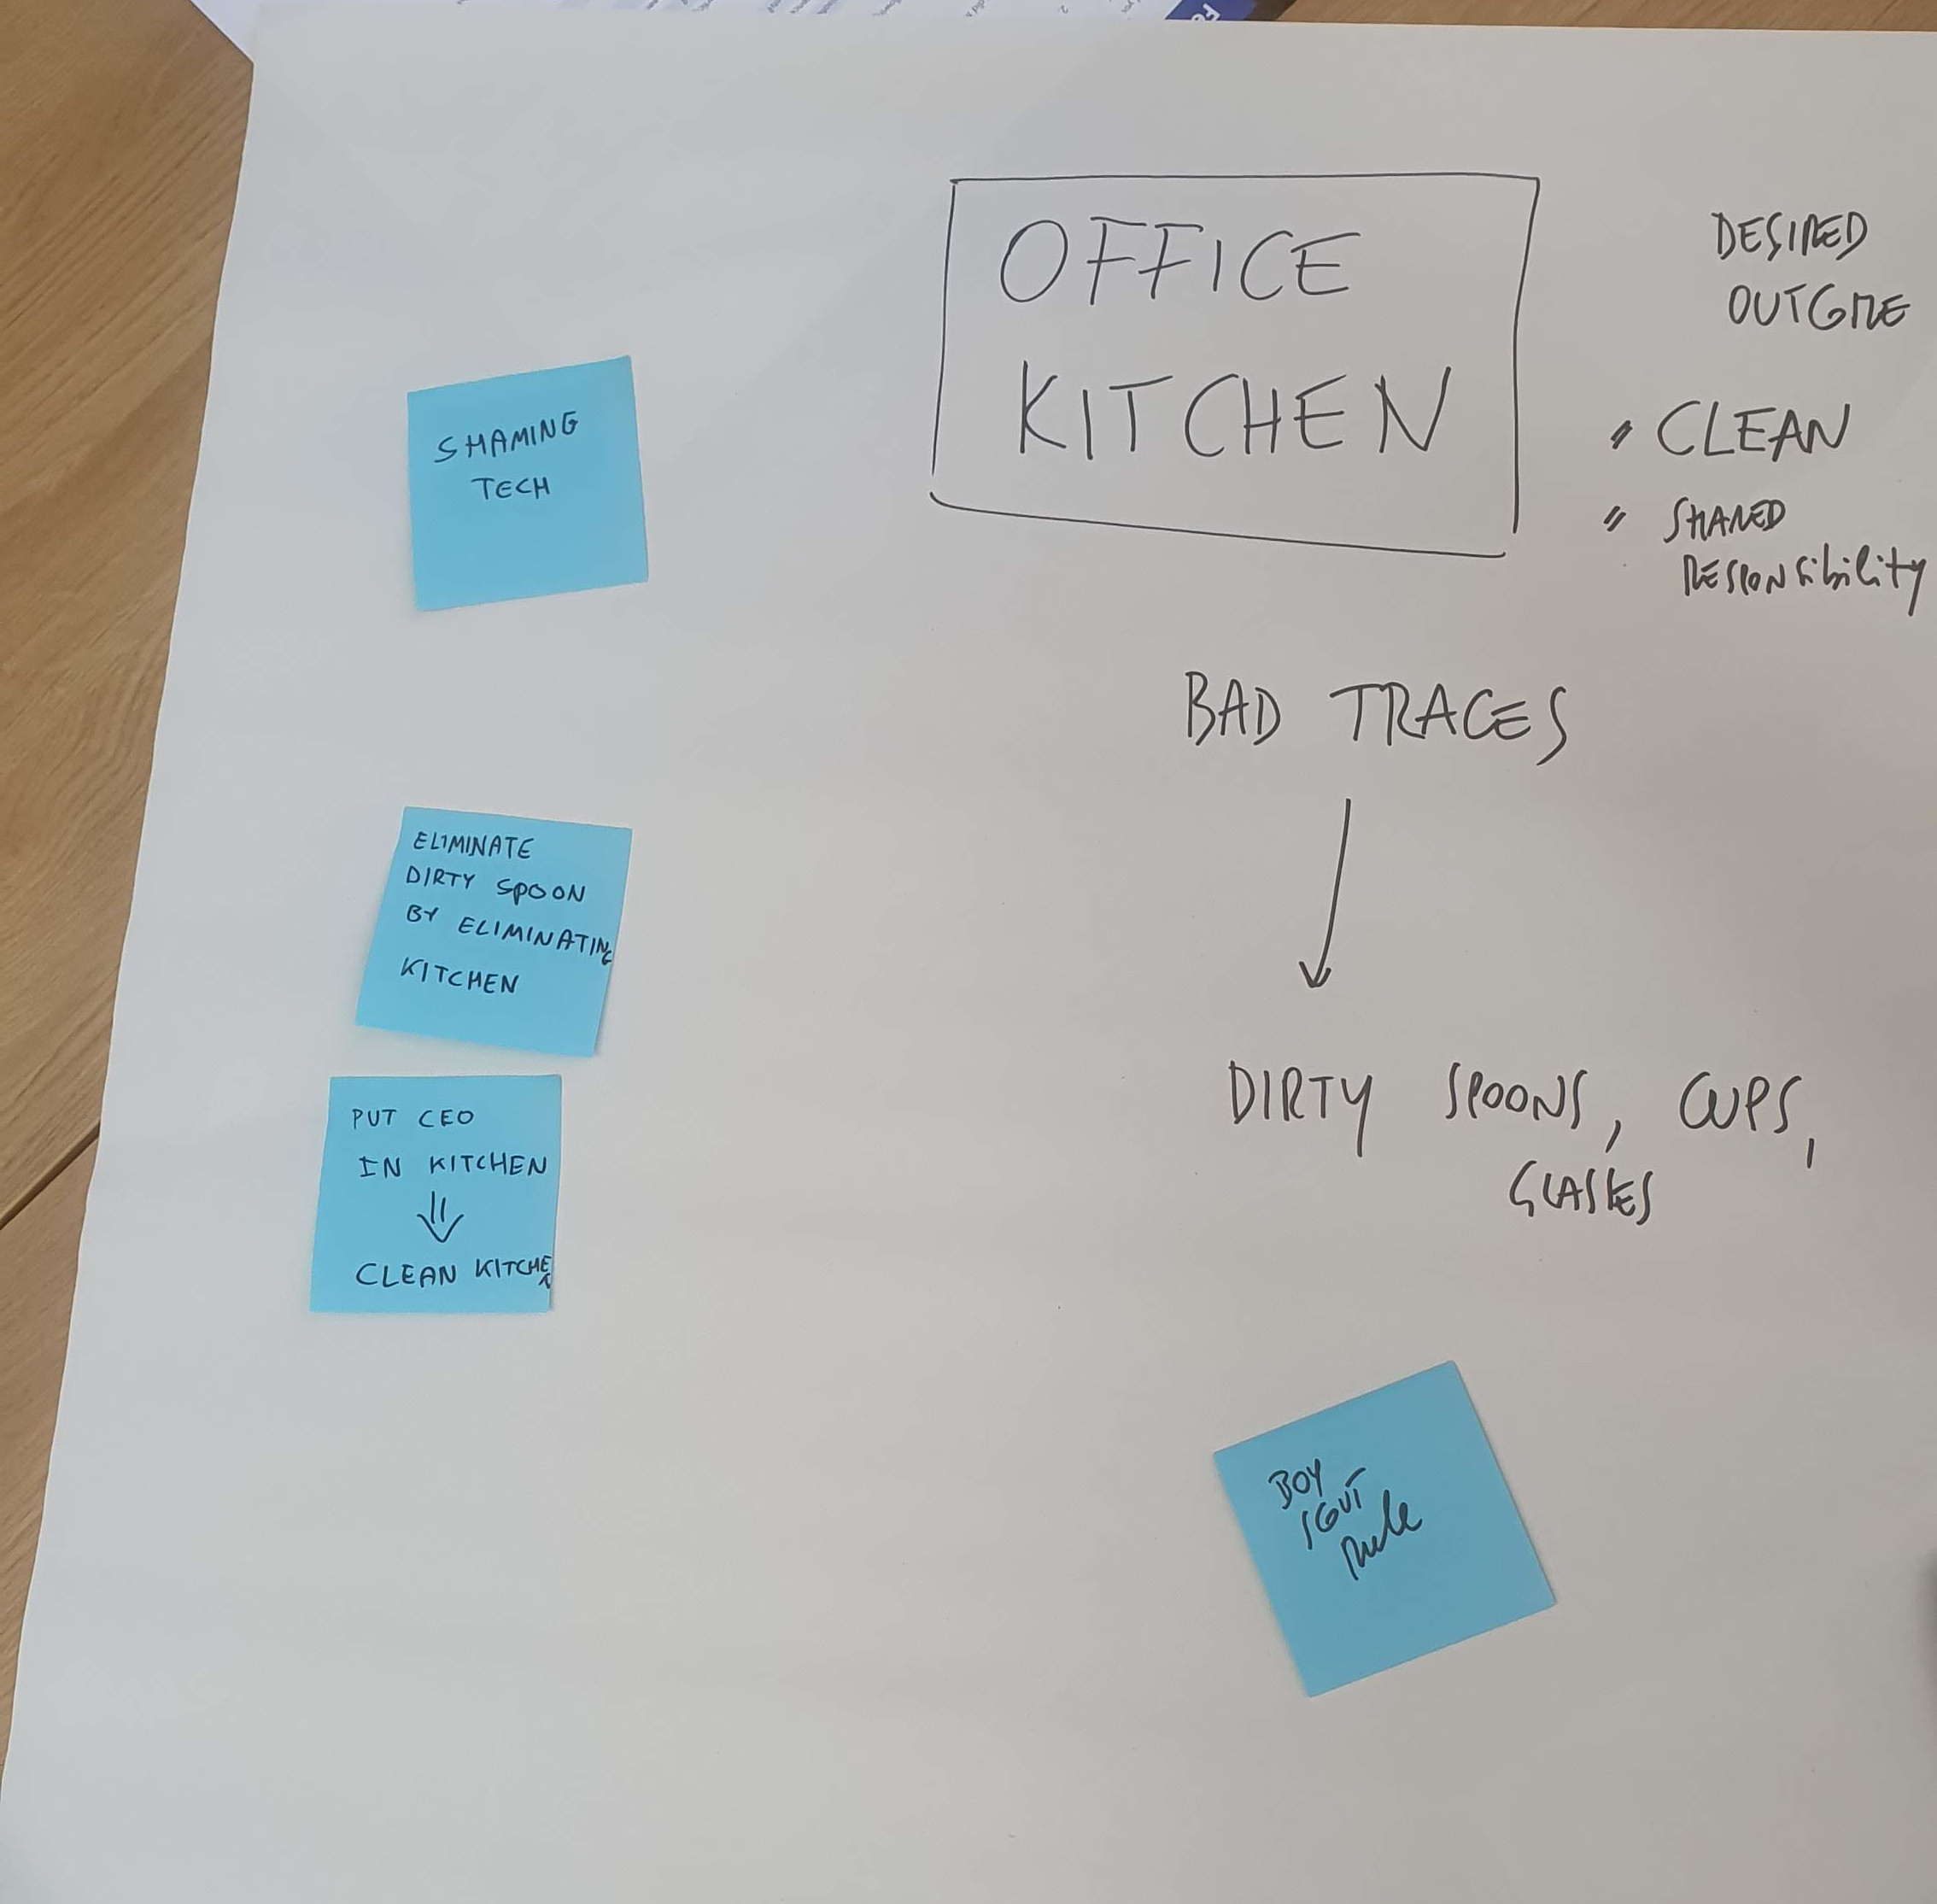 OFFICE
KITCHEN
DESIRED
OUTCOME
CLEAN
SHARED
RESPONSibility
SHAMING
TECH
BAD TRACES
ELIMINATE
DIRTY SPOON
BY ELIMINATING
KITCHEN
PUT CEO
IN KITCHEN
CLEAN KITCHEN
DIRTY SPOONS, CUPS,
GLASSES
BOY
SCOUT
Rule